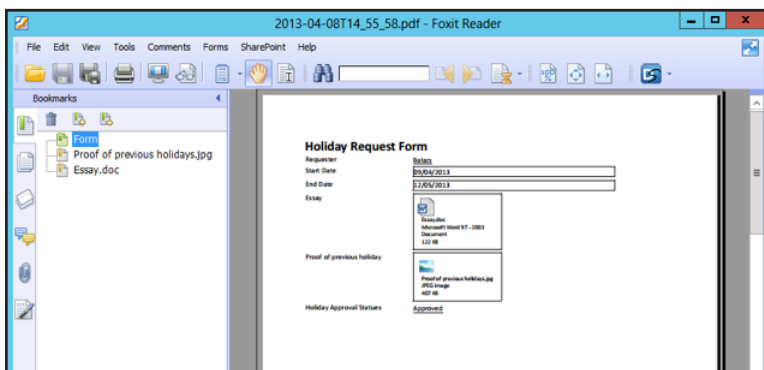 2013-04-08T14_55_58.pdf - Foxit Reader
File Edit View Tools Comments Forms SharePoint Help
Bookmarks
Form
Proof of previous holidays.jpg
Essay.doc
Holiday Request Form
Requester Balazs
Start Date 09/04/2013
End Date 12/05/2013
Essay
Essay.doc
Microsoft Word 97 - 2003
Document
122 KB
Proof of previous holiday
Proof of previous holidays.jpg
JPEG image
407 KB
Holiday Approval Statues Approved